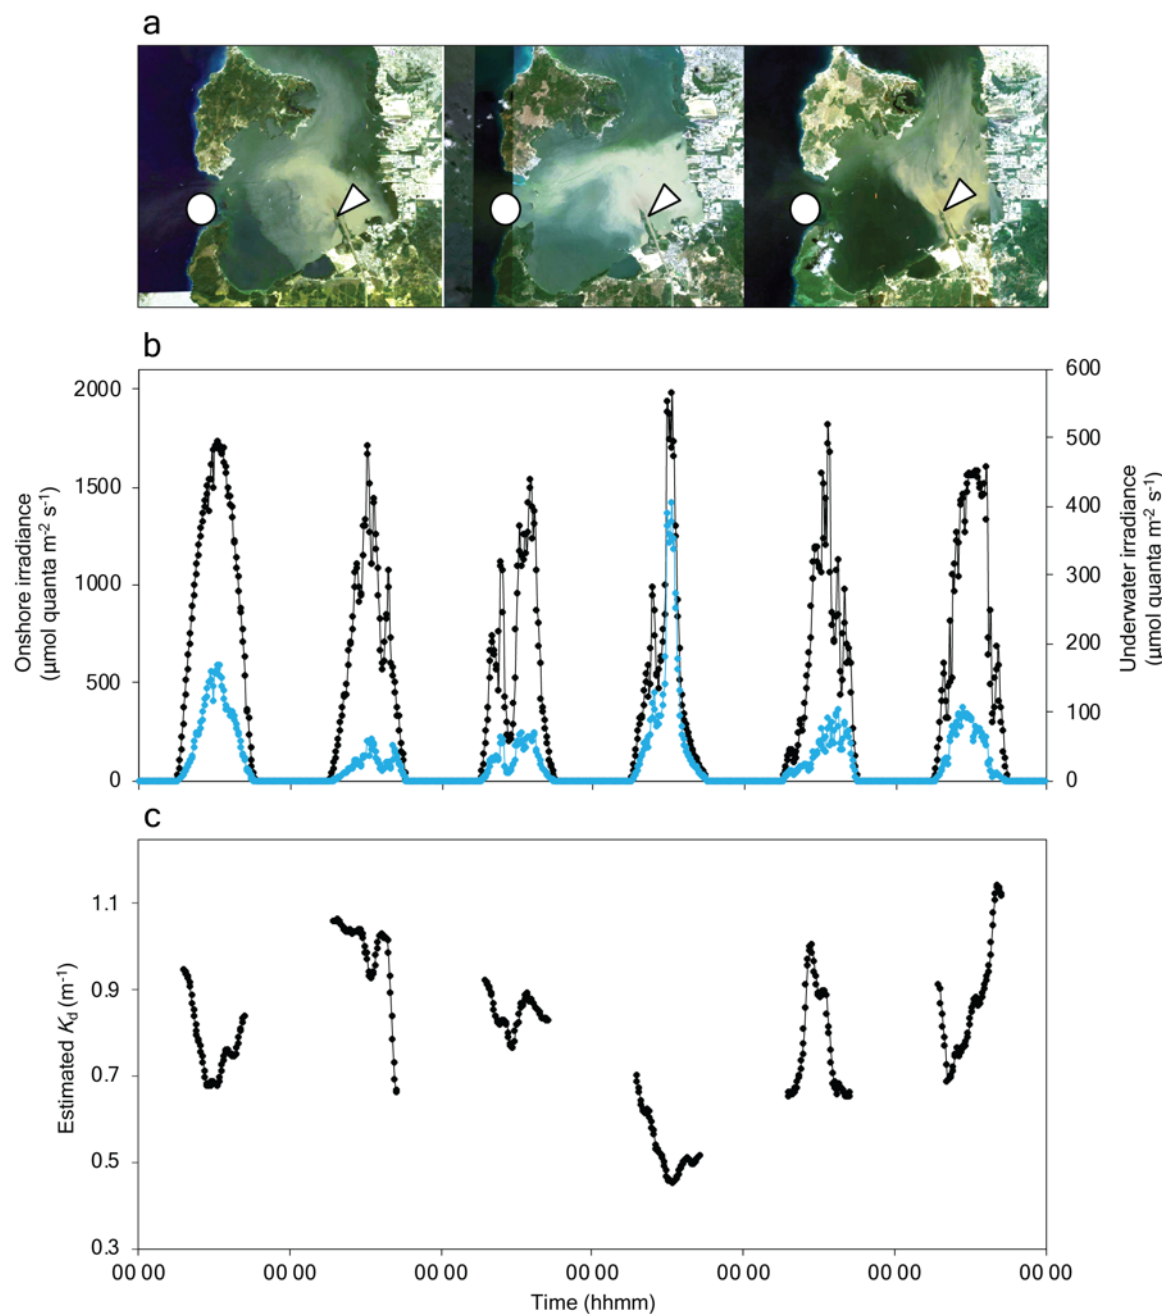 a
b
Onshore irradiance
(µmol quanta m-2 s-1)
2000
1500
1000
500
0
600
500
400
300
200
100
0
Underwater irradiance
(µmol quanta m-2 s-1)
c
Estimated Kd (m-1)
1.1
0.9
0.7
0.5
0.3
00 00 00 00 00 00 00 00 00 00 00 00 00 00
Time (hhmm)